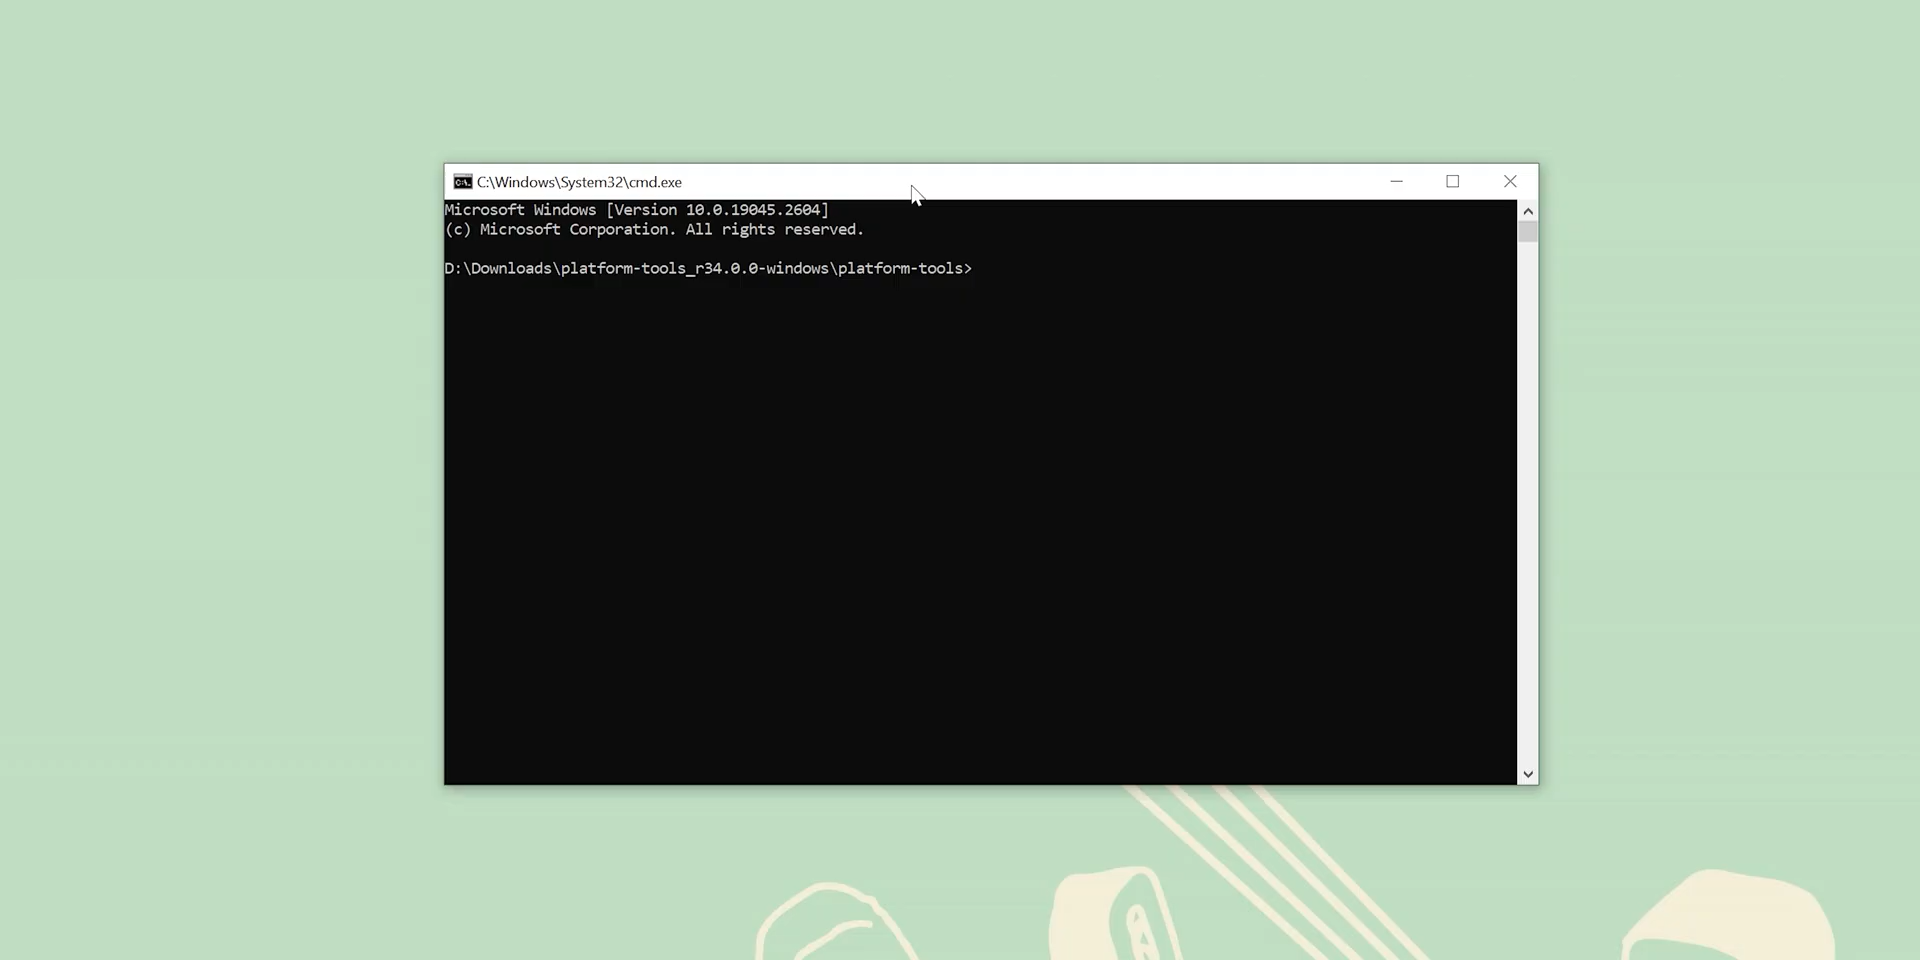 C:\Windows\System32\cmd.exe
Microsoft Windows [Version 10.0.19045.2604]
(c) Microsoft Corporation. All rights reserved.
D:\Downloads\platform-tools_r34.0.0-windows\platform-tools>